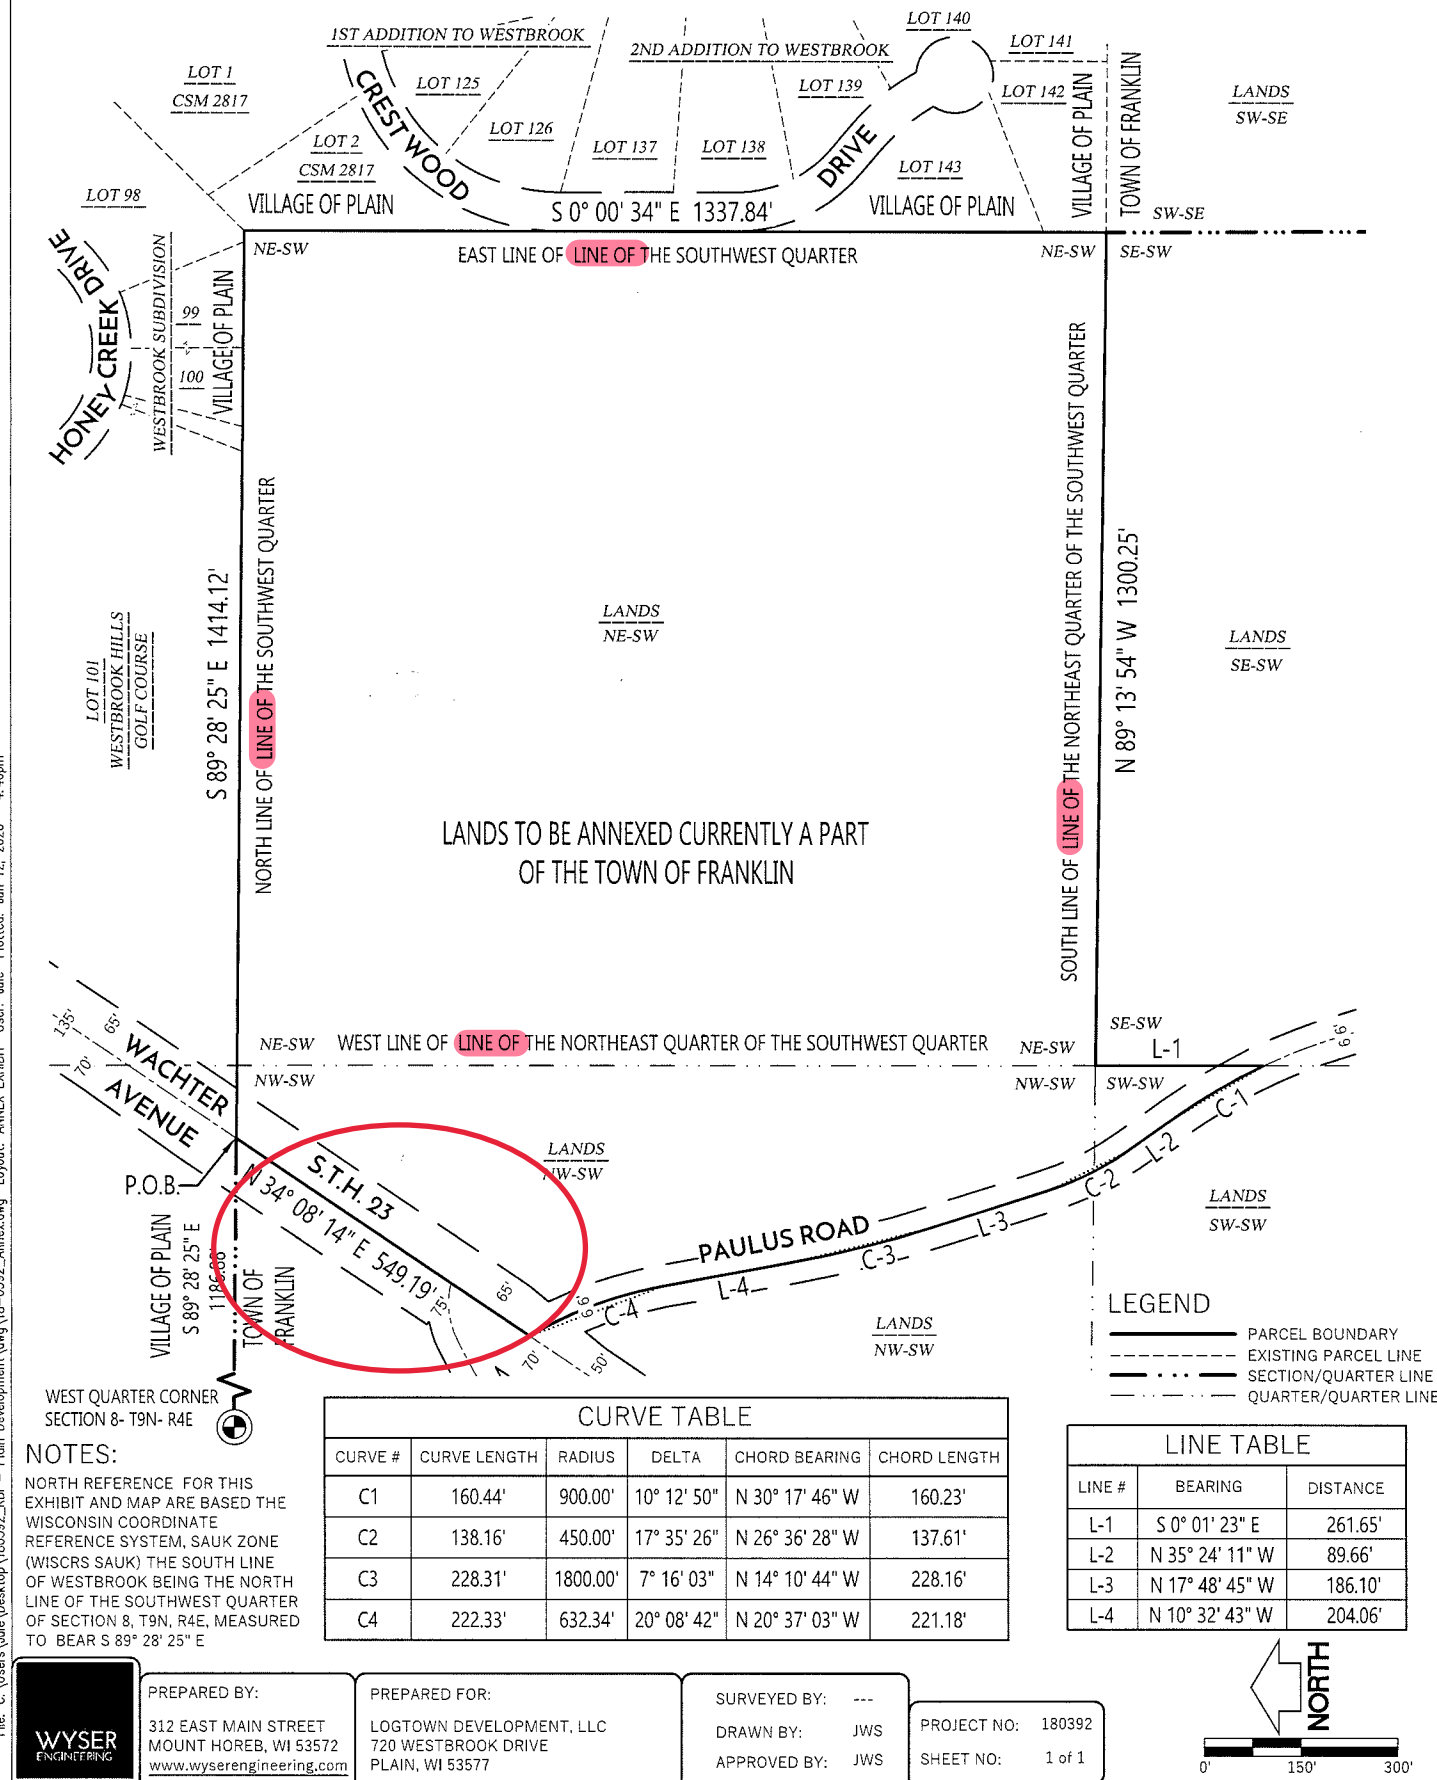 1ST ADDITION TO WESTBROOK
2ND ADDITION TO WESTBROOK
LOT 140
LOT 141
LOT 142
LOT 1
CSM 2817
LOT 125
LOT 126
LOT 2
CSM 2817
LOT 137
LOT 138
LOT 139
LOT 143
LANDS
SW-SE
CRESTWOOD
DRIVE
VILLAGE OF PLAIN
TOWN OF FRANKLIN
LOT 98
VILLAGE OF PLAIN
S 0° 00' 34" E 1337.84'
VILLAGE OF PLAIN
SW-SE
NE-SW
EAST LINE OF LINE OF THE SOUTHWEST QUARTER
NE-SW
SE-SW
HONEY CREEK DRIVE
WESTBROOK SUBDIVISION
99
100
VILLAGE OF PLAIN
NORTH LINE OF LINE OF THE SOUTHWEST QUARTER
S 89° 28' 25" E 1414.12'
LOT 101
WESTBROOK HILLS
GOLF COURSE
LANDS
NE-SW
SOUTH LINE OF LINE OF THE NORTHEAST QUARTER OF THE SOUTHWEST QUARTER
N 89° 13' 54" W 1300.25'
LANDS
SE-SW
LANDS TO BE ANNEXED CURRENTLY A PART
OF THE TOWN OF FRANKLIN
135'
65'
70'
WACHTER
AVENUE
NE-SW
WEST LINE OF LINE OF THE NORTHEAST QUARTER OF THE SOUTHWEST QUARTER
NE-SW
SE-SW
L-1
NW-SW
NW-SW
SW-SW
P.O.B.
S.T.H. 23
N 34° 08' 14" E 549.19'
LANDS
NW-SW
PAULUS ROAD
C-1
L-2
C-2
L-3
C-3
L-4
C-4
75'
65'
70'
50'
LANDS
SW-SW
LANDS
NW-SW
VILLAGE OF PLAIN
S 89° 28' 25" E
TOWN OF
FRANKLIN
LEGEND
PARCEL BOUNDARY
EXISTING PARCEL LINE
SECTION/QUARTER LINE
QUARTER/QUARTER LINE
WEST QUARTER CORNER
SECTION 8- T9N- R4E
NOTES:
NORTH REFERENCE FOR THIS
EXHIBIT AND MAP ARE BASED THE
WISCONSIN COORDINATE
REFERENCE SYSTEM, SAUK ZONE
(WISCRS SAUK) THE SOUTH LINE
OF WESTBROOK BEING THE NORTH
LINE OF THE SOUTHWEST QUARTER
OF SECTION 8, T9N, R4E, MEASURED
TO BEAR S 89° 28' 25" E
CURVE TABLE
CURVE # CURVE LENGTH RADIUS DELTA CHORD BEARING CHORD LENGTH
C1 160.44' 900.00' 10° 12' 50" N 30° 17' 46" W 160.23'
C2 138.16' 450.00' 17° 35' 26" N 26° 36' 28" W 137.61'
C3 228.31' 1800.00' 7° 16' 03" N 14° 10' 44" W 228.16'
C4 222.33' 632.34' 20° 08' 42" N 20° 37' 03" W 221.18'
LINE TABLE
LINE # BEARING DISTANCE
L-1 S 0° 01' 23" E 261.65'
L-2 N 35° 24' 11" W 89.66'
L-3 N 17° 48' 45" W 186.10'
L-4 N 10° 32' 43" W 204.06'
WYSER
ENGINEERING
PREPARED BY:
312 EAST MAIN STREET
MOUNT HOREB, WI 53572
www.wyserengineering.com
PREPARED FOR:
LOGTOWN DEVELOPMENT, LLC
720 WESTBROOK DRIVE
PLAIN, WI 53577
SURVEYED BY: ---
DRAWN BY: JWS
APPROVED BY: JWS
PROJECT NO: 180392
SHEET NO: 1 of 1
NORTH
0' 150' 300'